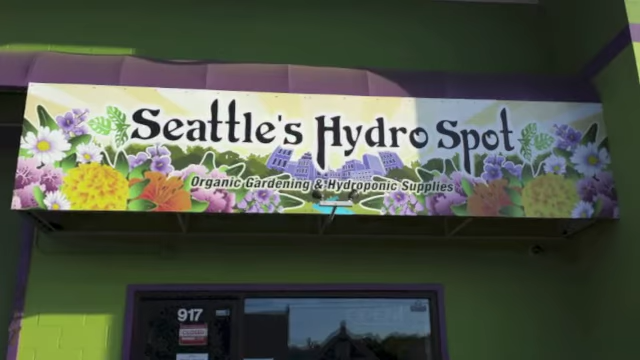 Seattle's Hydro Spot
Organic Gardening & Hydroponic Supplies
917